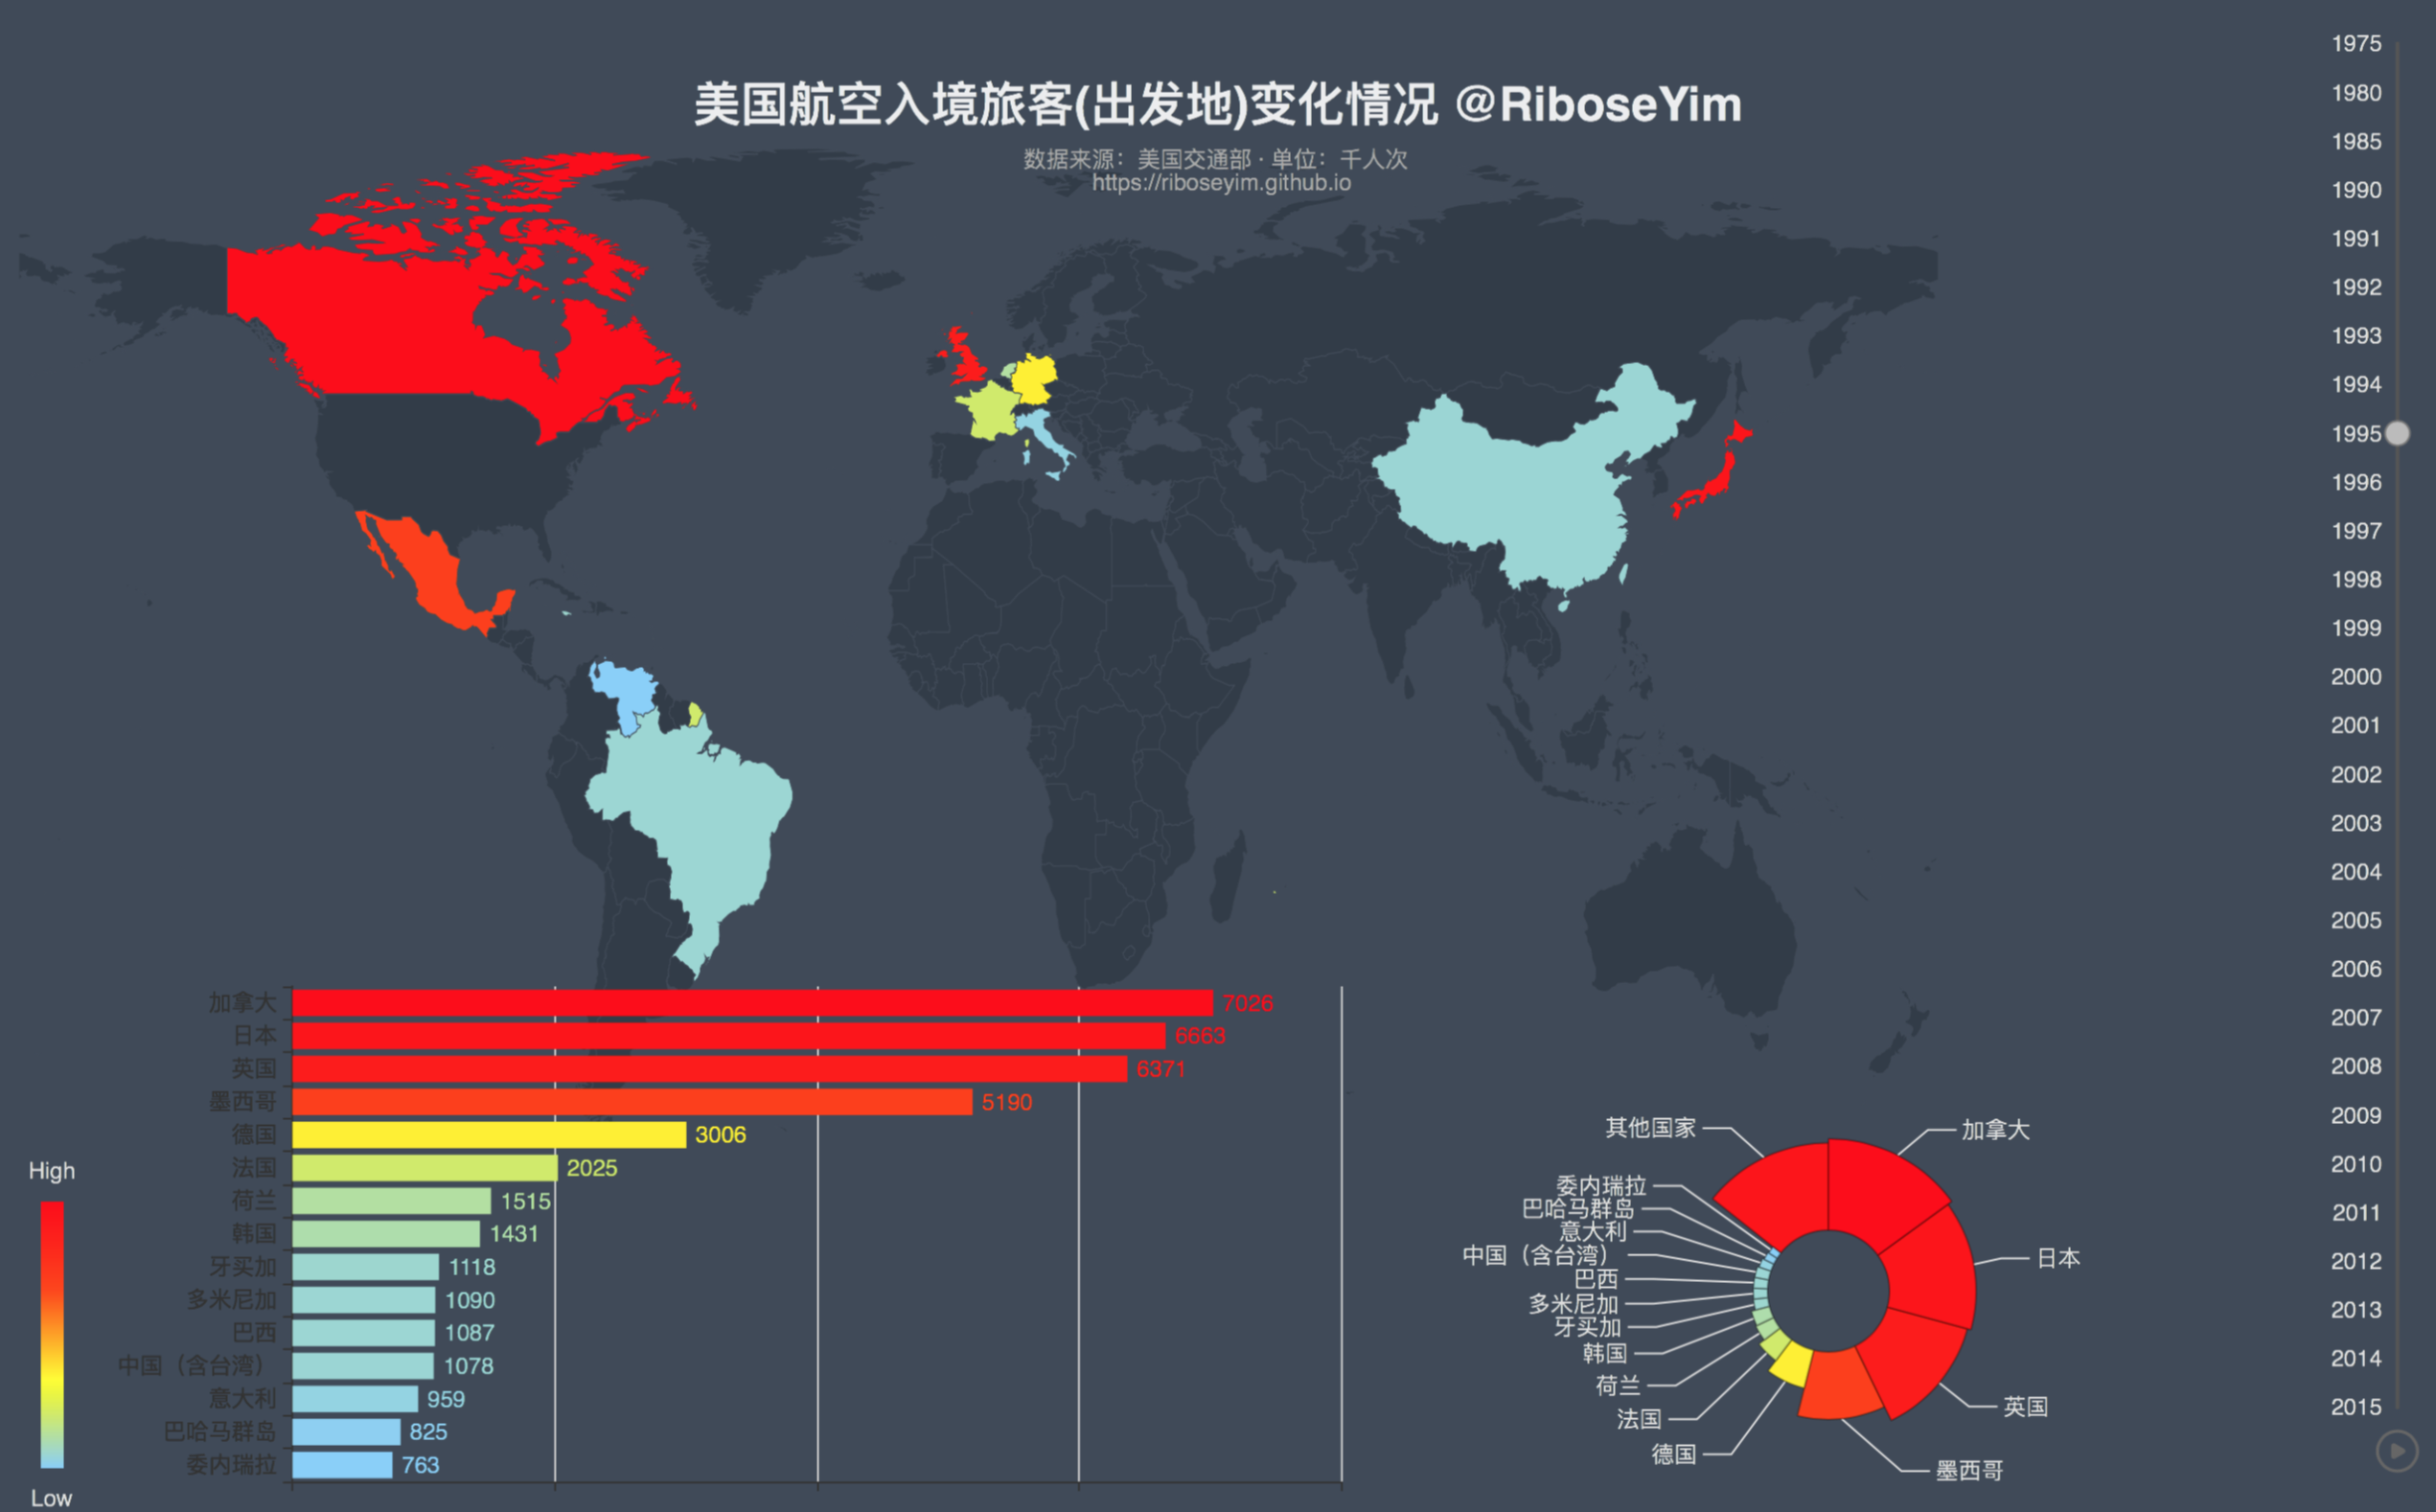 美国航空入境旅客(出发地)变化情况 @RiboseYim
数据来源：美国交通部 · 单位：千人次
https://riboseyim.github.io
1975
1980
1985
1990
1991
1992
1993
1994
1995
1996
1997
1998
1999
2000
2001
2002
2003
2004
2005
2006
2007
2008
2009
2010
2011
2012
2013
2014
2015
High
Low
加拿大 7026
日本 6663
英国 6371
墨西哥 5190
德国 3006
法国 2025
荷兰 1515
韩国 1431
牙买加 1118
多米尼加 1090
巴西 1087
中国（含台湾） 1078
意大利 959
巴哈马群岛 825
委内瑞拉 763
其他国家
委内瑞拉
巴哈马群岛
意大利
中国（含台湾）
巴西
多米尼加
牙买加
韩国
荷兰
法国
德国
加拿大
日本
英国
墨西哥